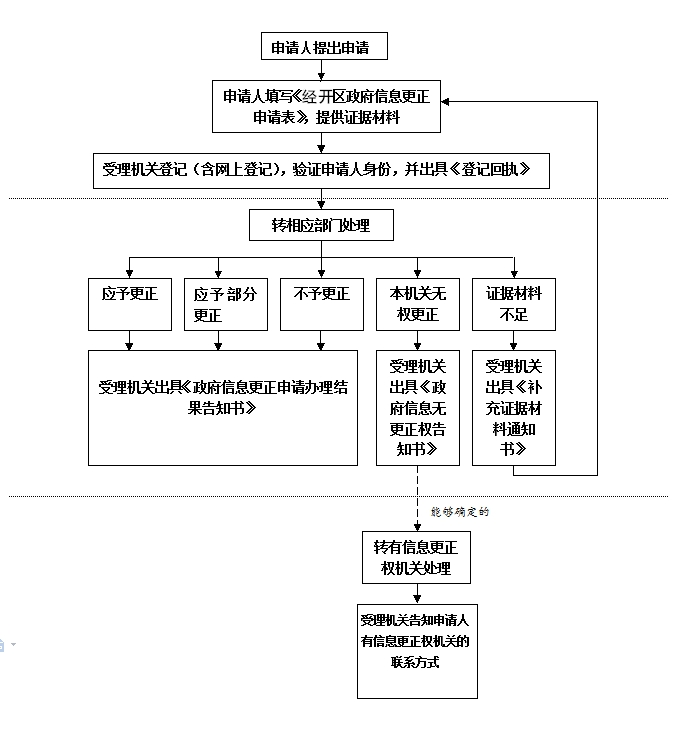 申请人提出申请
申请人填写《经开区政府信息更正
申请表》，提供证据材料
受理机关登记（含网上登记），验证申请人身份，并出具《登记回执》
转相应部门处理
应予更正
应予部分
更正
不予更正
本机关无
权更正
证据材料
不足
受理机关出具《政府信息更正申请办理结
果告知书》
受理机关
出具《政
府信息无
更正权告
知书》
受理机关
出具《补
充证据材
料通知
书》
能够确定的
转有信息更正
权机关处理
受理机关告知申请人
有信息更正权机关的
联系方式